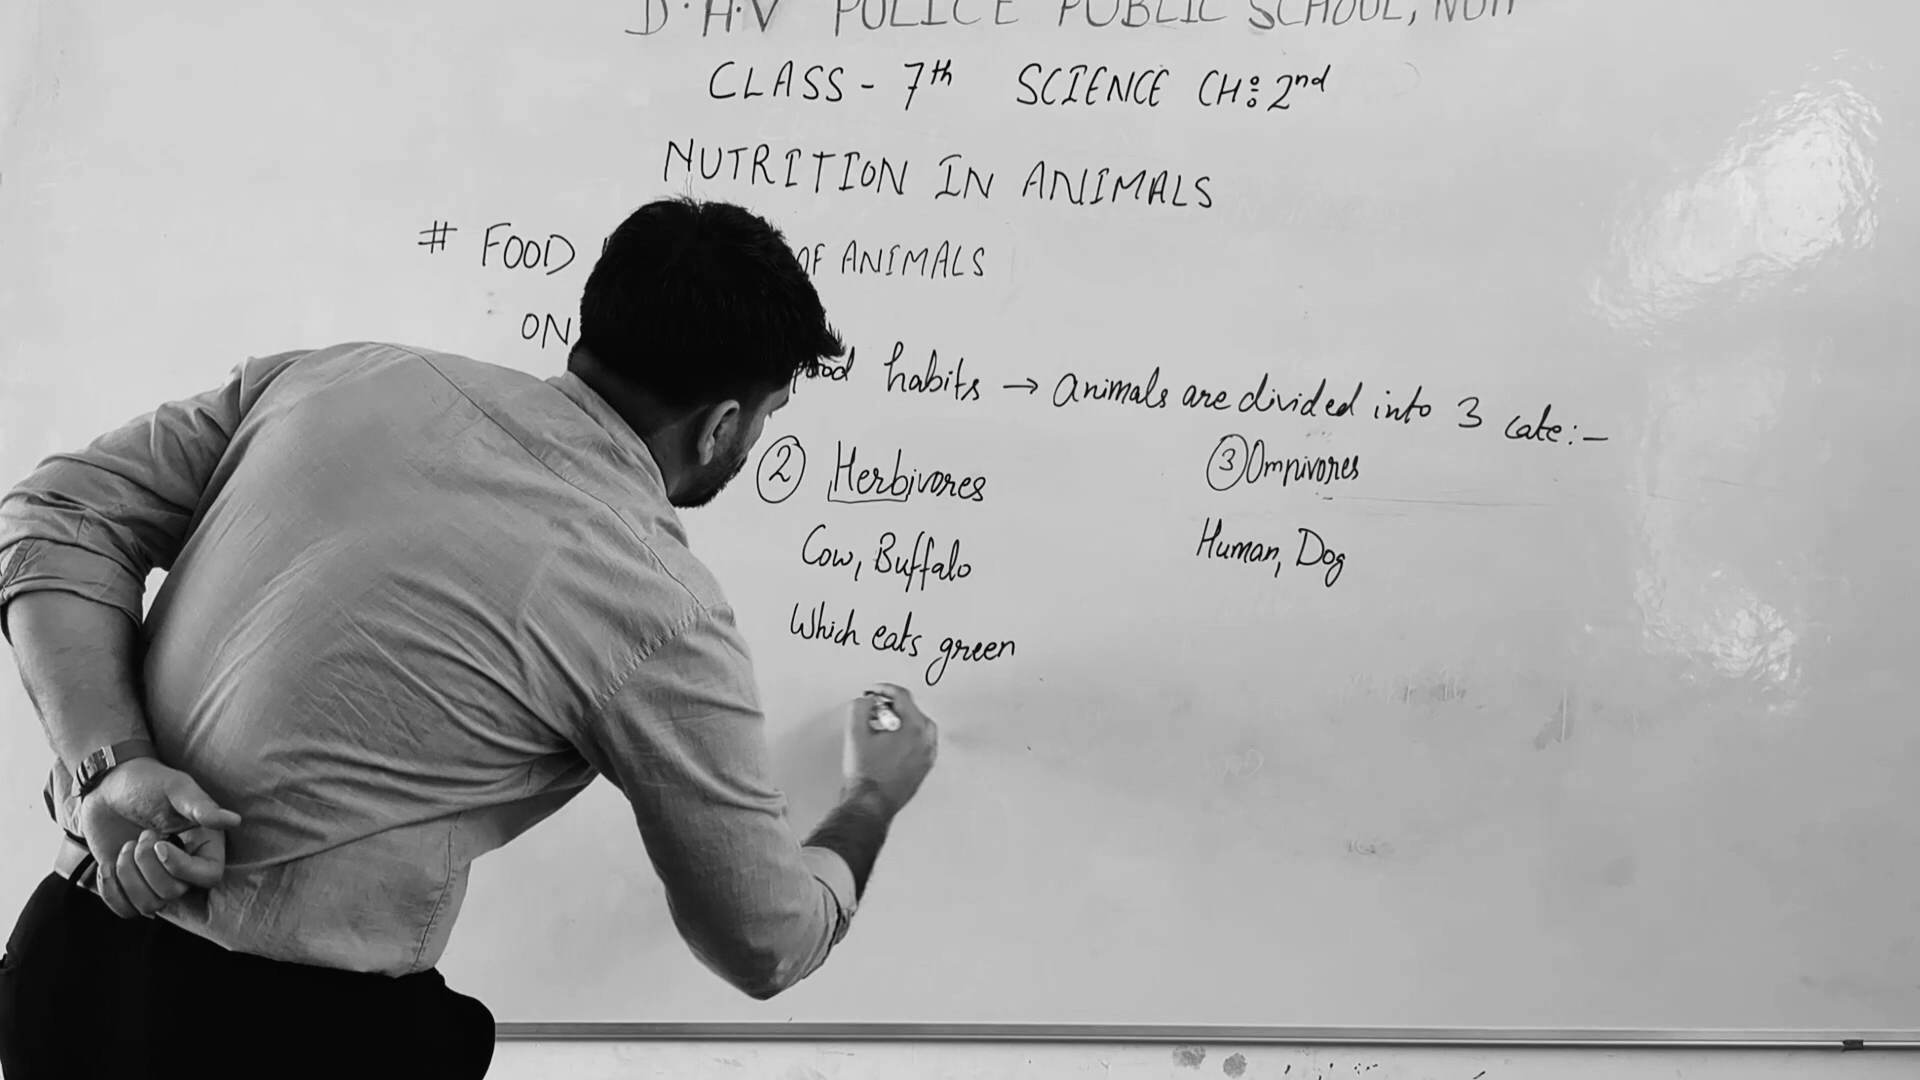 D.A.V POLICE PUBLIC SCHOOL, NUH
CLASS - 7th SCIENCE CH: 2nd
NUTRITION IN ANIMALS
# FOOD OF ANIMALS
ON
food habits → Animals are divided into 3 cate:-
② Herbivores
③ Omnivores
Cow, Buffalo
Human, Dog
Which eats green